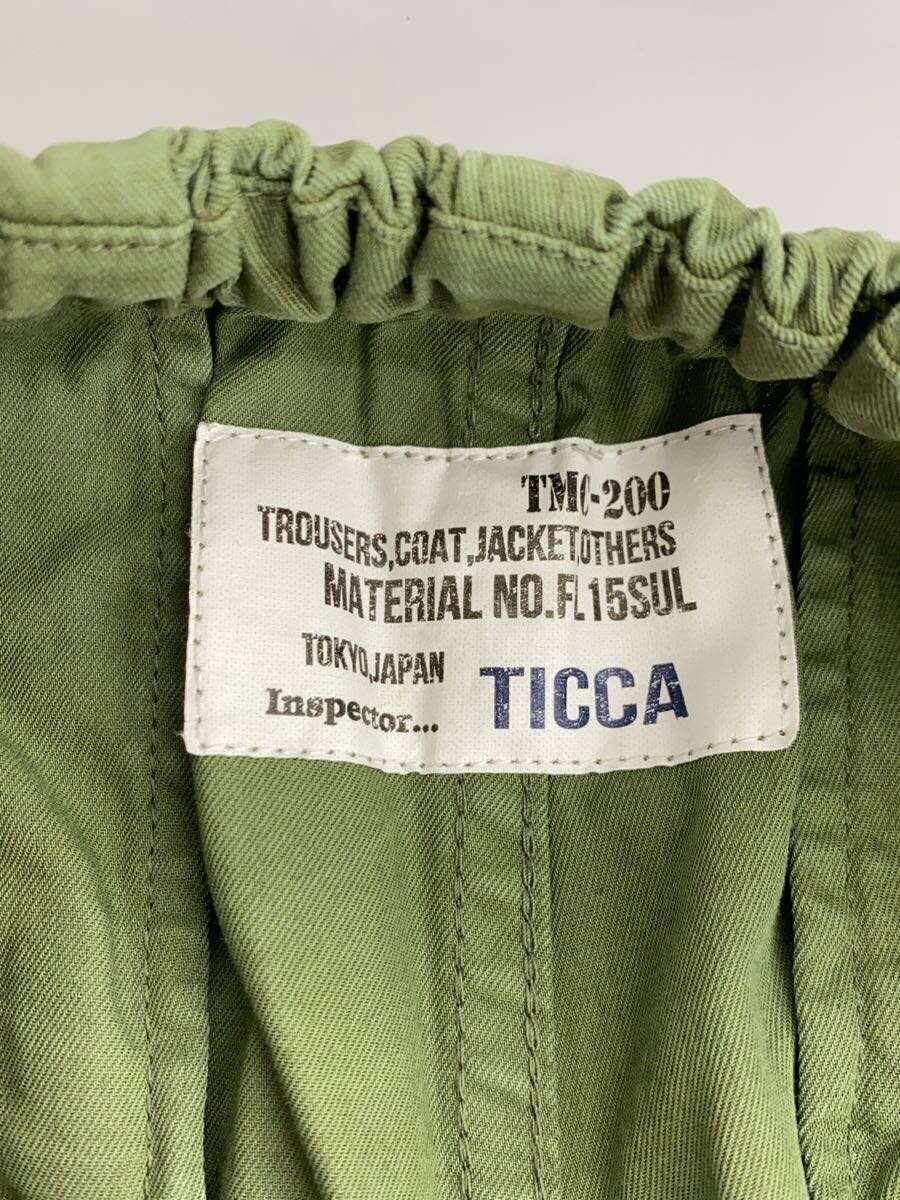 TMC-200
TROUSERS,COAT,JACKET,OTHERS
MATERIAL NO.FL15SUL
TOKYO,JAPAN
Inspector... TICCA